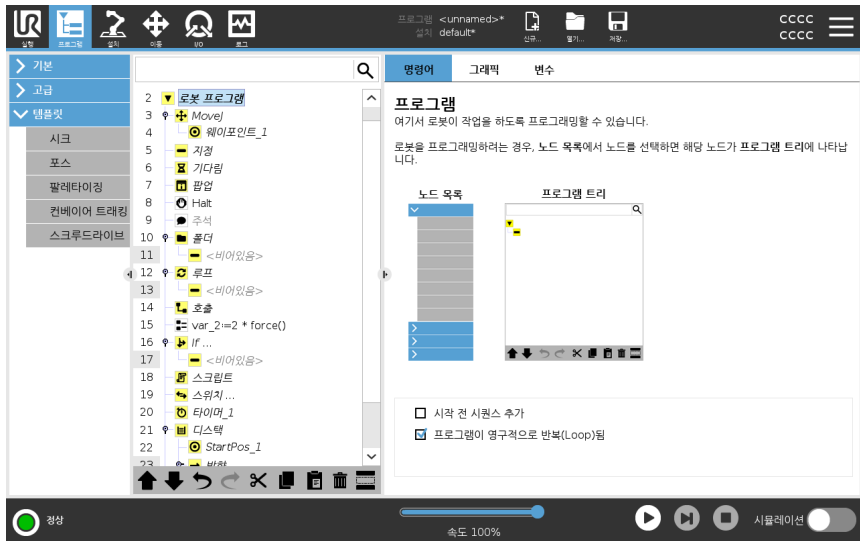 실행
프로그램
설치
이동
I/O
로그
프로그램 <unnamed>*
설치 default*
신규...
열기...
저장...
cccc
cccc
기본
고급
템플릿
시크
포스
팔레타이징
컨베이어 트래킹
스크루드라이브
2 로봇 프로그램
3 MoveJ
4 웨이포인트_1
5 지정
6 기다림
7 팝업
8 Halt
9 주석
10 폴더
11 <비어있음>
12 루프
13 <비어있음>
14 호출
15 var_2≔2 * force()
16 If ...
17 <비어있음>
18 스크립트
19 스위치 ...
20 타이머_1
21 디스택
22 StartPos_1
23 방향
명령어
그래픽
변수
프로그램
여기서 로봇이 작업을 하도록 프로그래밍할 수 있습니다.
로봇을 프로그래밍하려는 경우, 노드 목록에서 노드를 선택하면 해당 노드가 프로그램 트리에 나타납
니다.
노드 목록
프로그램 트리
시작 전 시퀀스 추가
프로그램이 영구적으로 반복(Loop)됨
정상
속도 100%
시뮬레이션